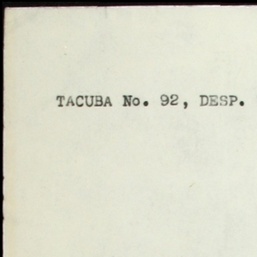 TACUBA No. 92, DESP.